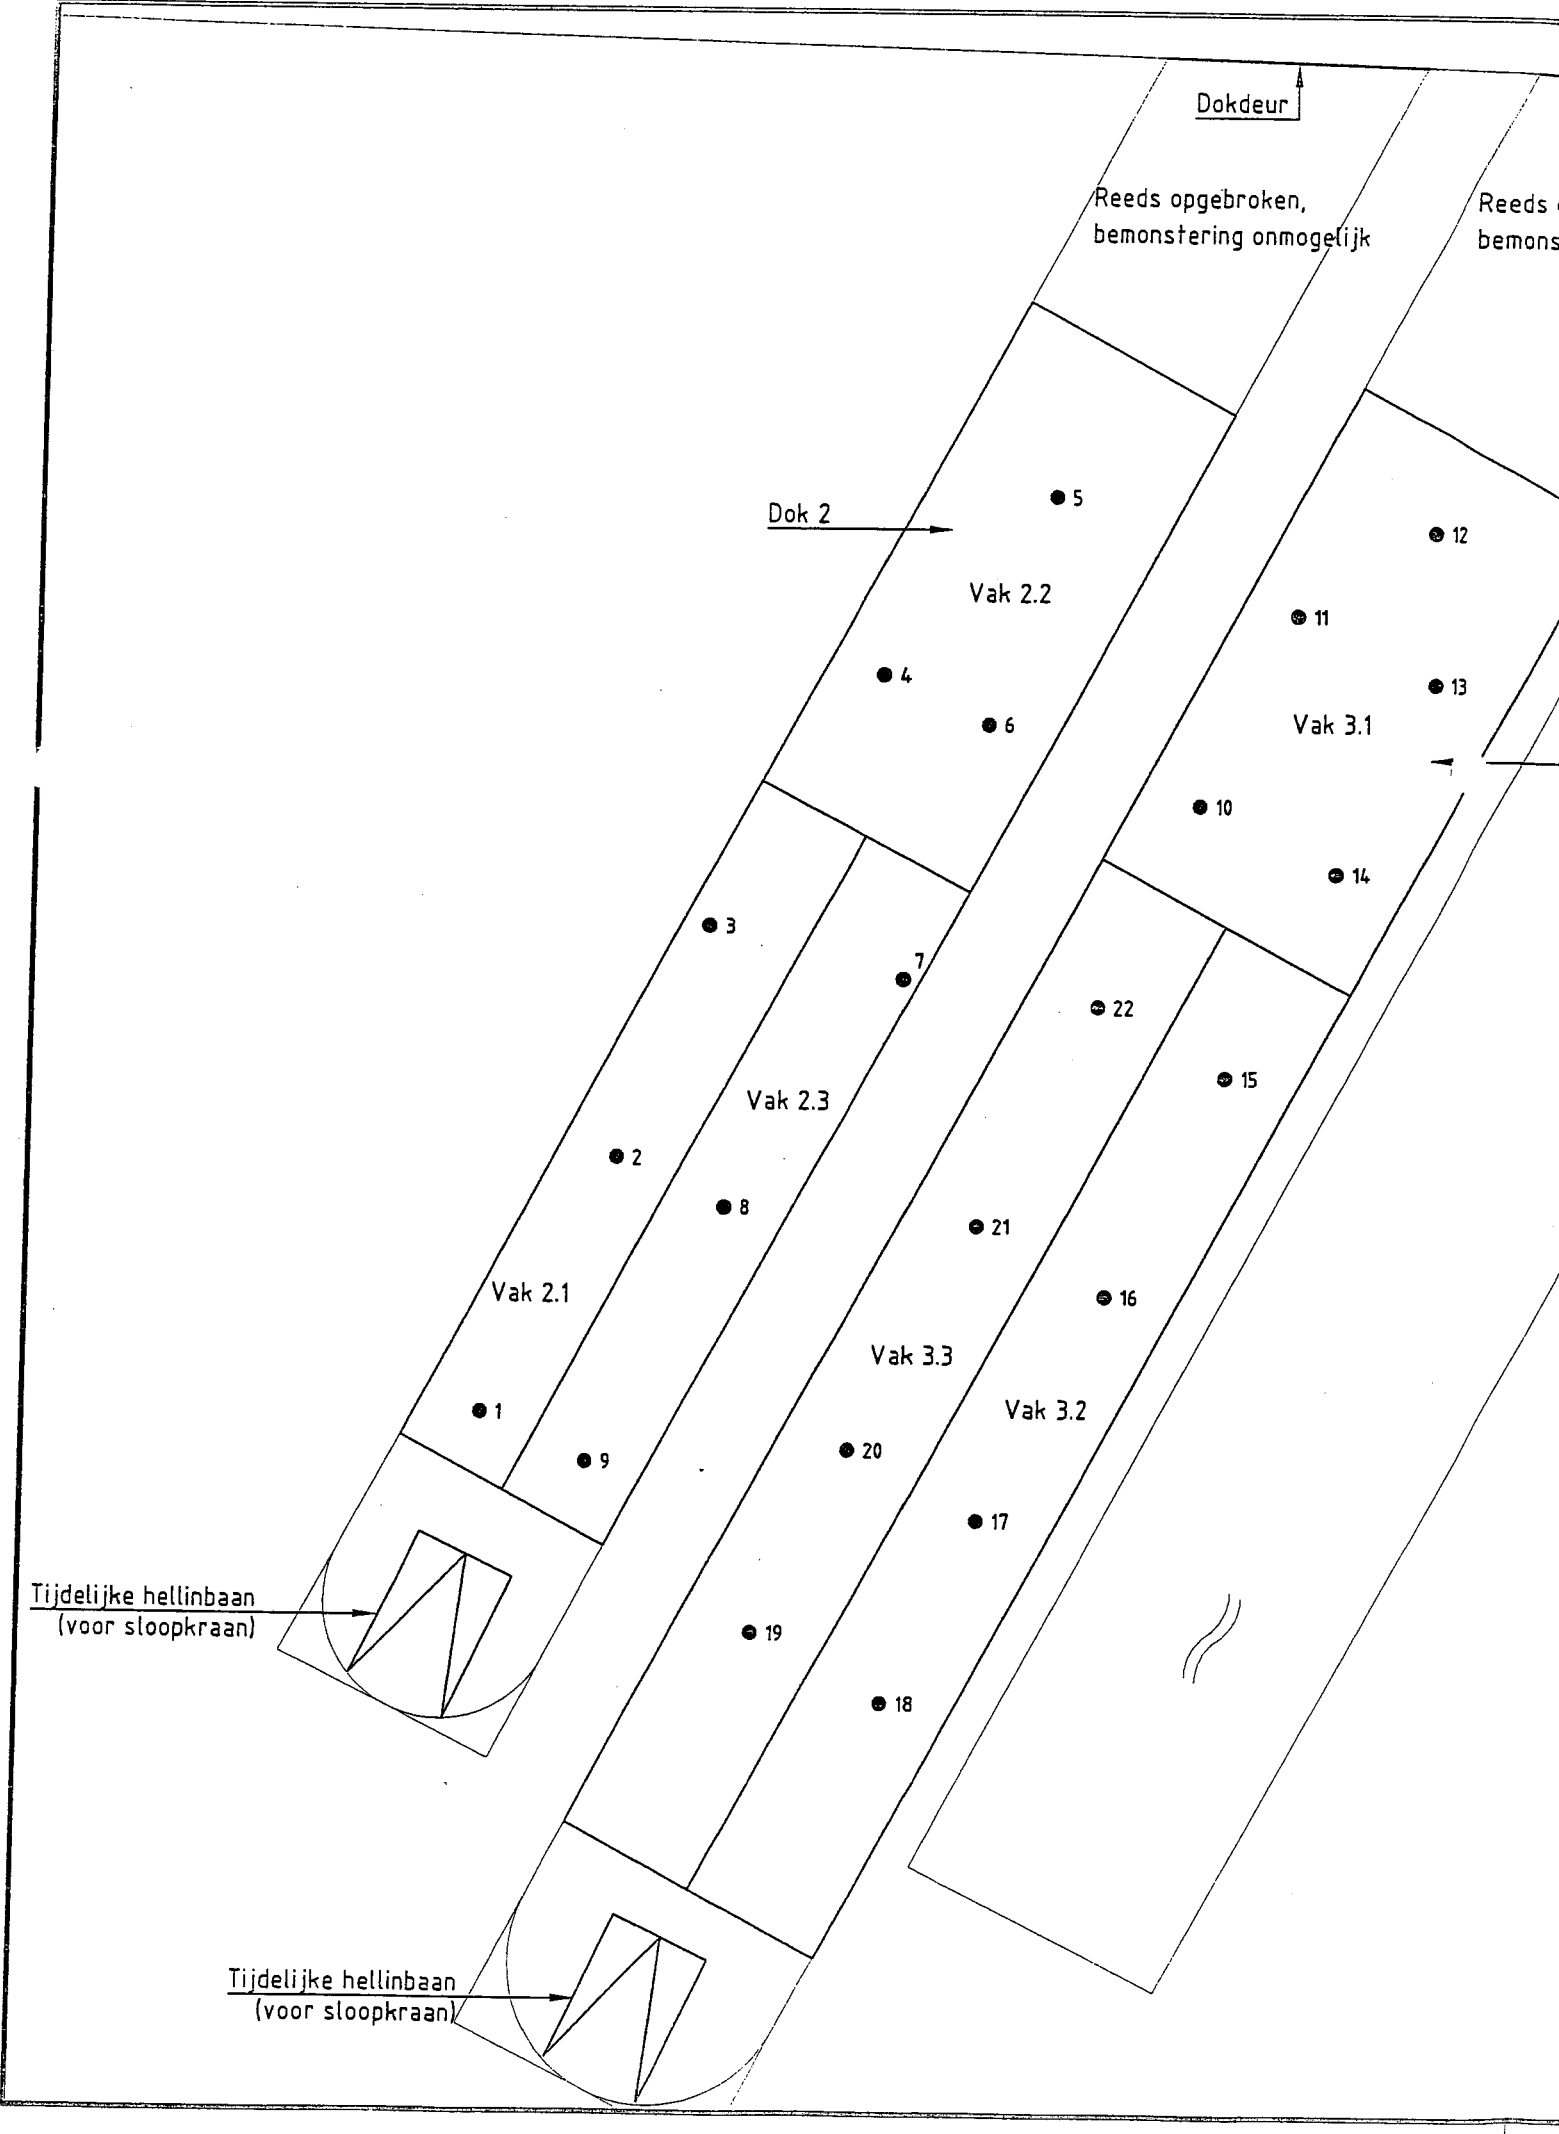 Dokdeur
Reeds opgebroken,
bemonstering onmogelijk
Reeds
bemons
5
Dok 2
12
Vak 2.2
11
4
13
6
Vak 3.1
10
14
3
7
22
15
Vak 2.3
2
8
21
Vak 2.1
16
Vak 3.3
1
Vak 3.2
20
9
17
Tijdelijke hellinbaan
(voor sloopkraan)
19
18
Tijdelijke hellinbaan
(voor sloopkraan)